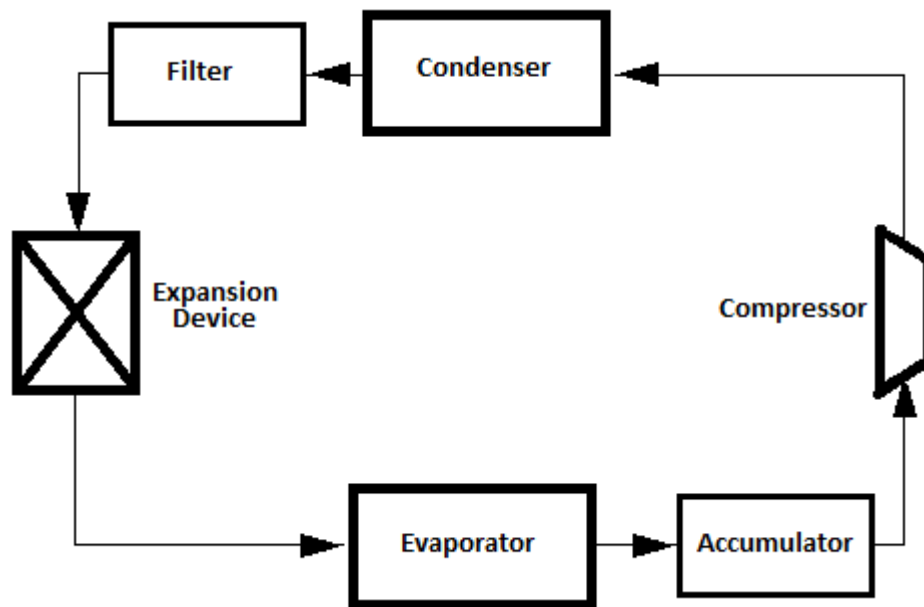 Filter
Condenser
Expansion
Device
Compressor
Evaporator
Accumulator